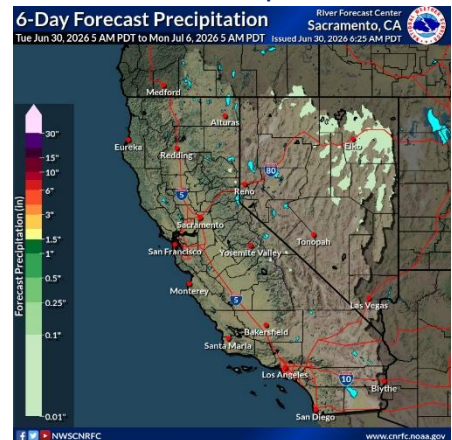 6-Day Forecast Precipitation
Tue Jun 30, 2026 5 AM PDT to Mon Jul 6, 2026 5 AM PDT
River Forecast Center
Sacramento, CA
Issued Jun 30, 2026 6:25 AM PDT
Medford
Alturas
Eureka
Redding
Elko
80
Reno
5
Sacramento
San Francisco
Yosemite Valley
Tonopah
Monterey
5
Las Vegas
Bakersfield
Santa Maria
Los Angeles
10
Blythe
San Diego
Forecast Precipitation (in)
30"
15"
10"
6"
3"
1.5"
1"
0.5"
0.25"
0.1"
0.01"
NWSCNRFC
www.cnrfc.noaa.gov